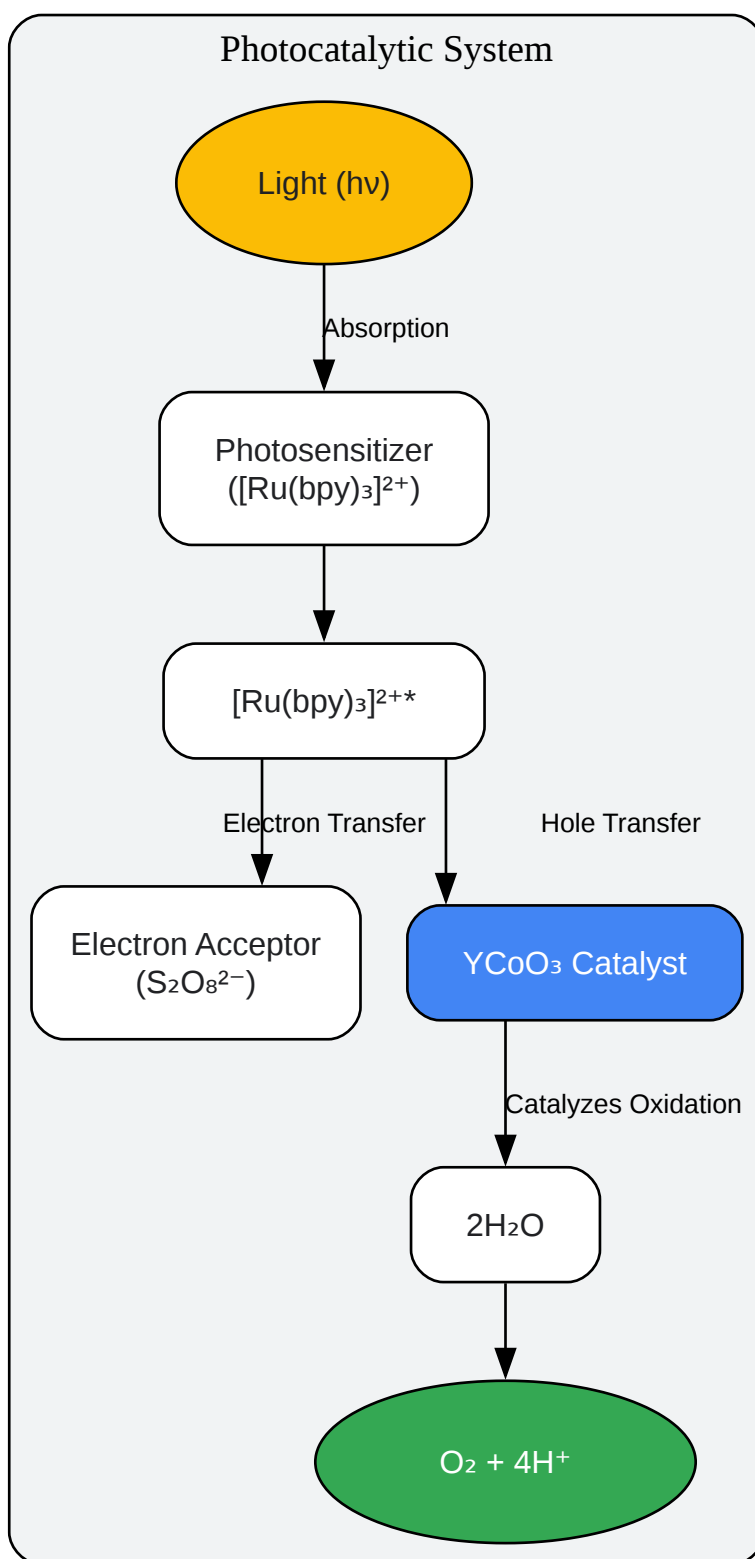 Photocatalytic System
Light (hν)
Absorption
Photosensitizer
([Ru(bpy)₃]²⁺)
[Ru(bpy)₃]²⁺*
Electron Transfer
Hole Transfer
Electron Acceptor
(S₂O₈²⁻)
YCoO₃ Catalyst
Catalyzes Oxidation
2H₂O
O₂ + 4H⁺